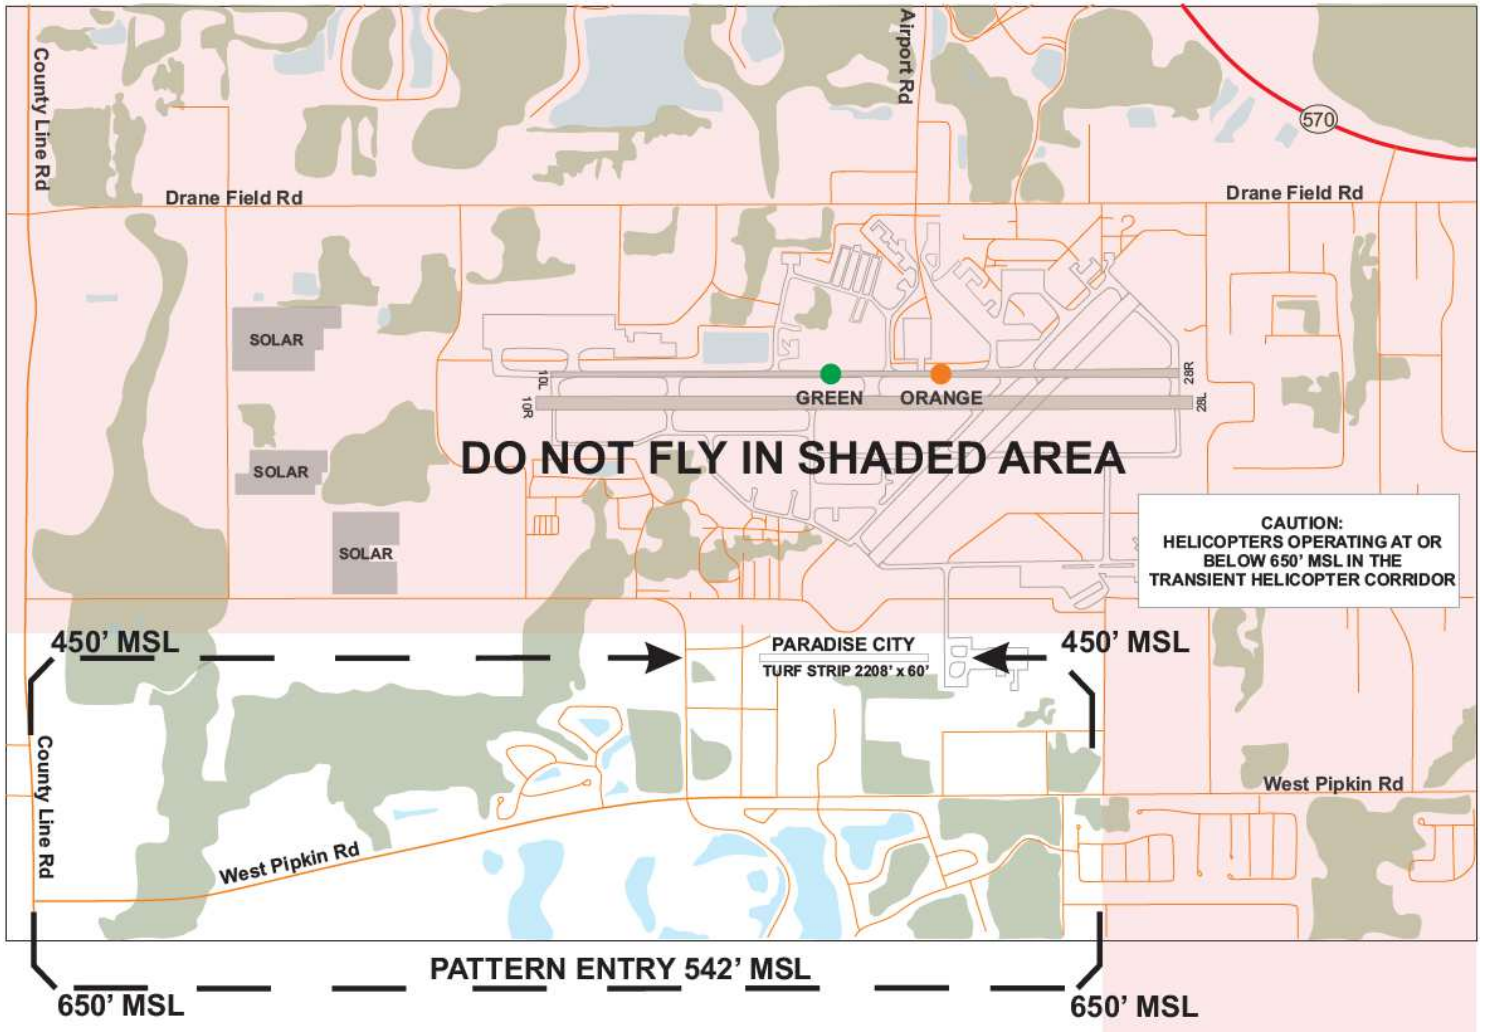 County Line Rd
Airport Rd
570
Drane Field Rd
Drane Field Rd
SOLAR
10L
28R
GREEN
ORANGE
10R
28L
DO NOT FLY IN SHADED AREA
SOLAR
SOLAR
CAUTION:
HELICOPTERS OPERATING AT OR
BELOW 650’ MSL IN THE
TRANSIENT HELICOPTER CORRIDOR
450’ MSL
PARADISE CITY
TURF STRIP 2208’ x 60’
450’ MSL
County Line Rd
West Pipkin Rd
West Pipkin Rd
PATTERN ENTRY 542’ MSL
650’ MSL
650’ MSL